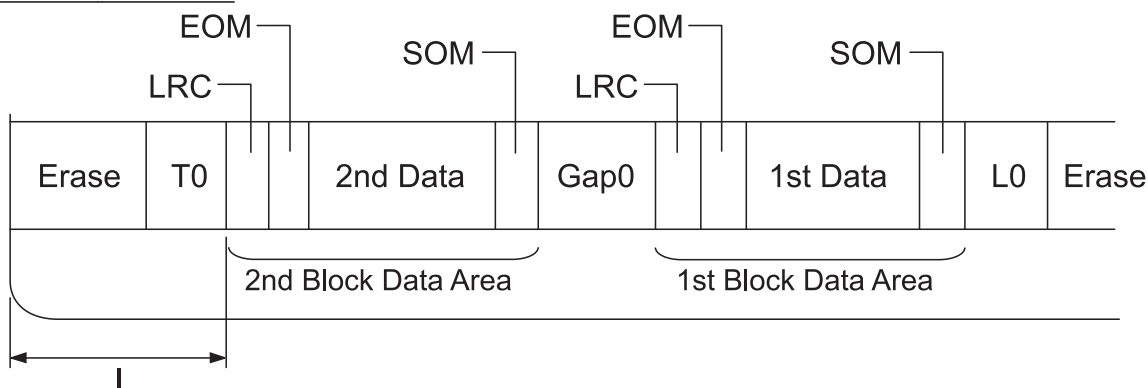 EOM EOM
SOM SOM
LRC LRC
Erase T0 2nd Data Gap0 1st Data L0 Erase
2nd Block Data Area 1st Block Data Area
L